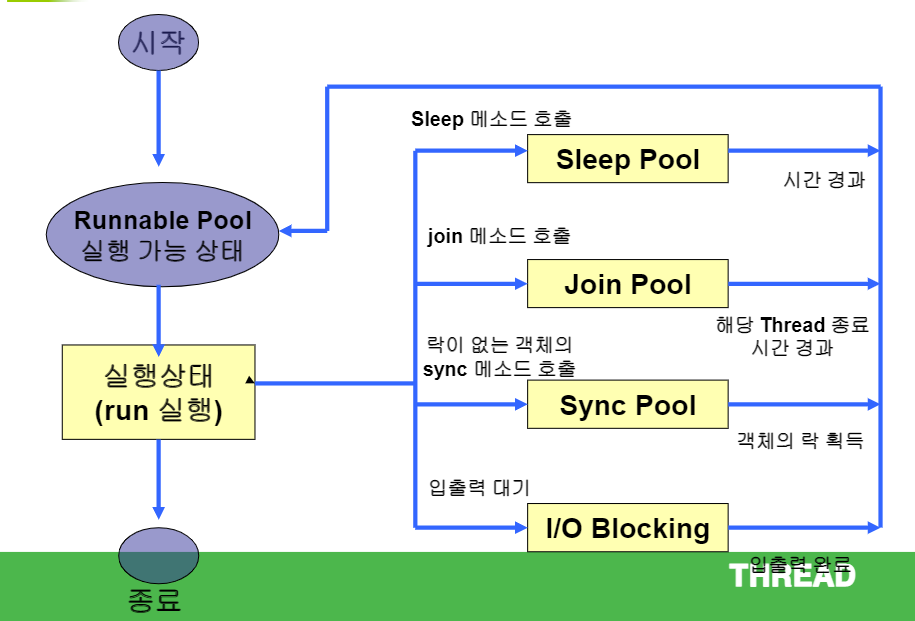 시작
Runnable Pool
실행 가능 상태
실행상태
(run 실행)
종료
Sleep 메소드 호출
Sleep Pool
시간 경과
join 메소드 호출
Join Pool
해당 Thread 종료
시간 경과
락이 없는 객체의
sync 메소드 호출
Sync Pool
객체의 락 획득
입출력 대기
I/O Blocking
입출력 완료
THREAD